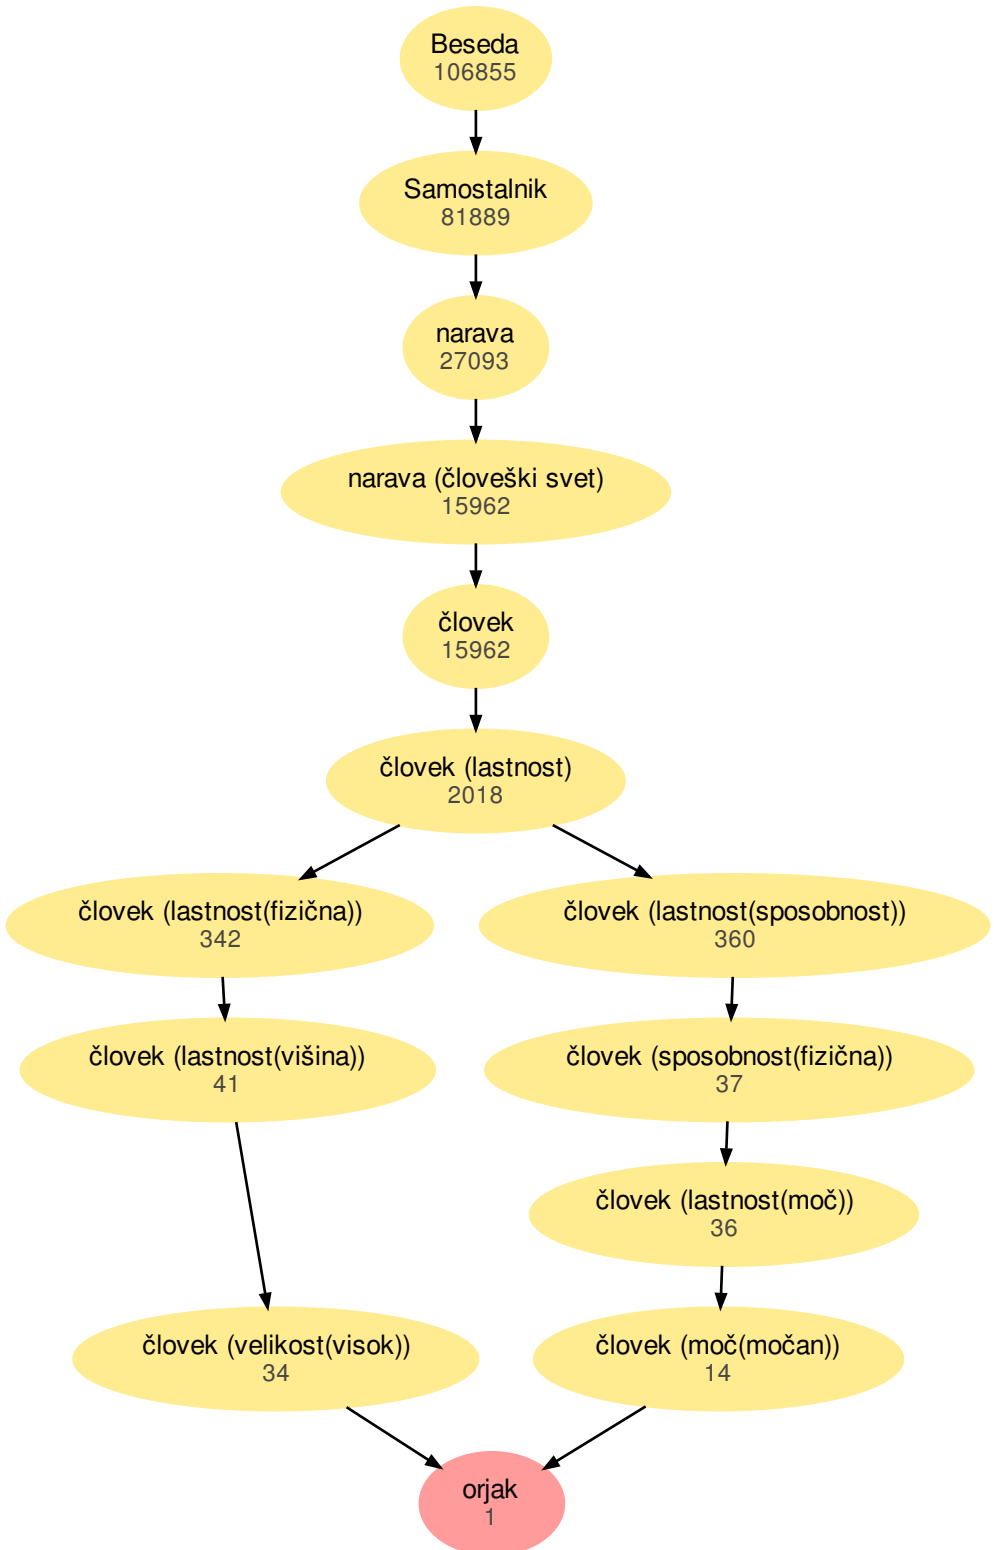 Beseda
106855
Samostalnik
81889
narava
27093
narava (človeški svet)
15962
človek
15962
človek (lastnost)
2018
človek (lastnost(fizična))
342
človek (lastnost(sposobnost))
360
človek (lastnost(višina))
41
človek (sposobnost(fizična))
37
človek (lastnost(moč))
36
človek (velikost(visok))
34
človek (moč(močan))
14
orjak
1